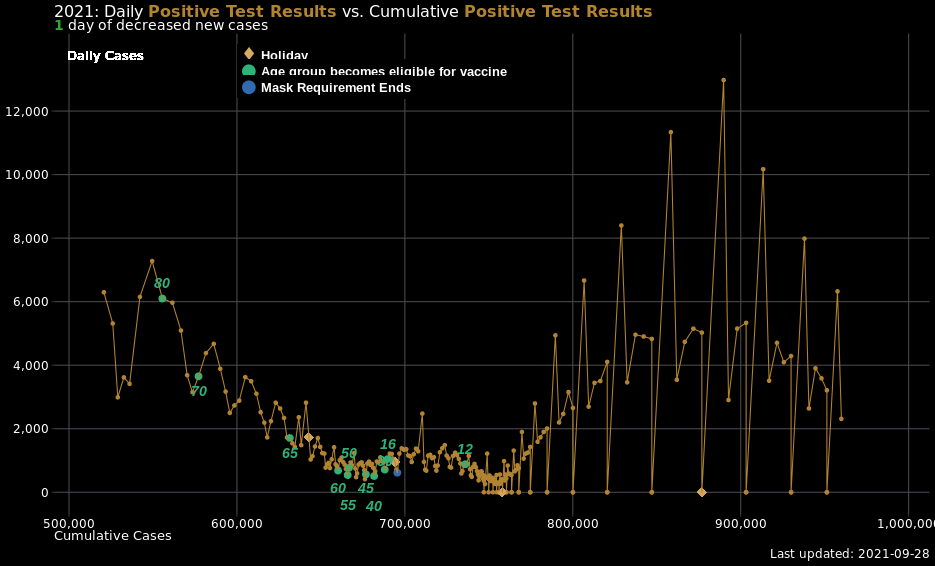 2021: Daily Positive Test Results vs. Cumulative Positive Test Results
1 day of decreased new cases
Daily Cases
Holiday
Age group becomes eligible for vaccine
Mask Requirement Ends
12,000
10,000
8,000
6,000
4,000
2,000
0
80
70
65
60
55
50
45
40
16
12
500,000 600,000 700,000 800,000 900,000 1,000,000
Cumulative Cases
Last updated: 2021-09-28